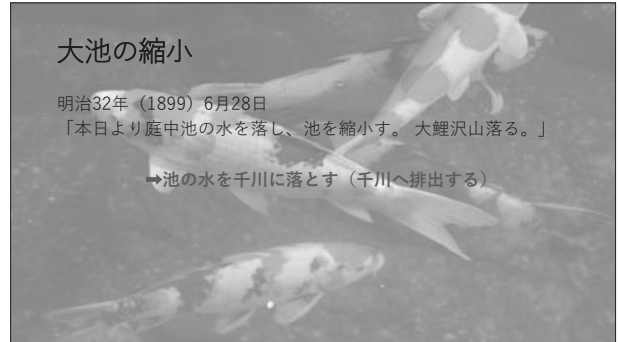 大池の縮小
明治32年（1899）6月28日
「本日より庭中池の水を落し、池を縮小す。 大鯉沢山落る。」
➡池の水を千川に落とす（千川へ排出する）